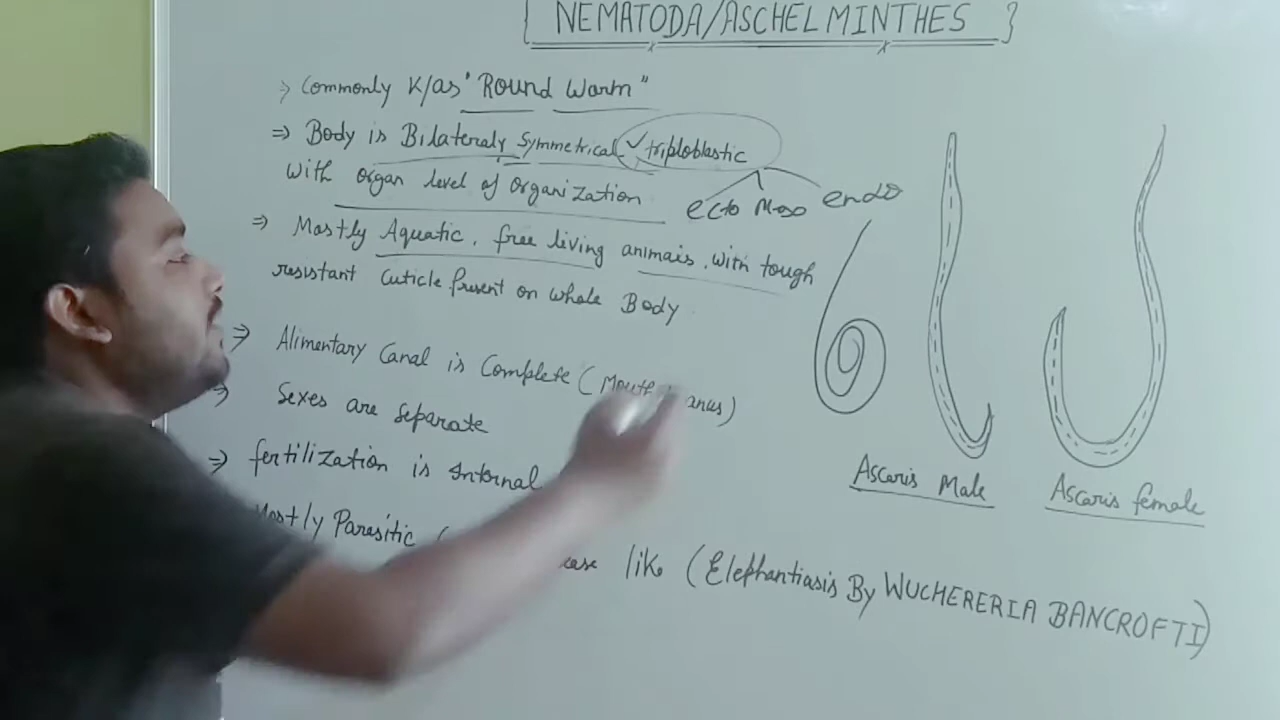 { NEMATODA/ASCHELMINTHES }
⇒ Commonly K/as "Round Warm"
⇒ Body is Bilateraly Symmetrical ✓triploblastic
with organ level of organization
ecto Meso endo
⇒ Mostly Aquatic, free living animals, with tough
resistant Cuticle Present on whole Body
⇒ Alimentary Canal is Complete (Mouth anus)
⇒ Sexes are Separate
⇒ fertilization is Internal
Mostly Parasitic ( like (Elephantiasis By WUCHERERIA BANCROFTI)
Ascaris Male
Ascaris female